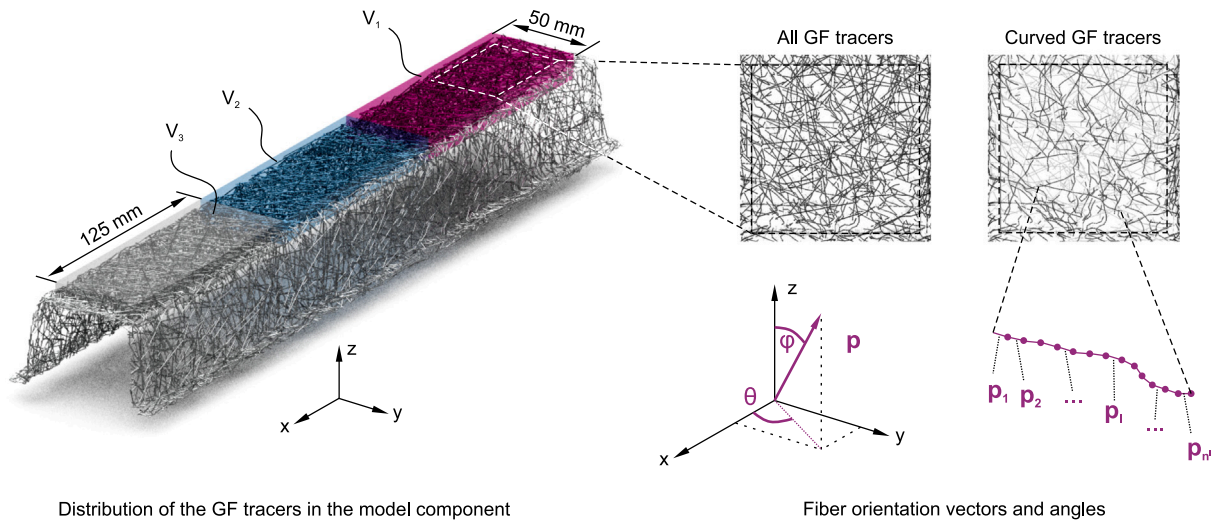 V₁
50 mm
V₂
V₃
125 mm
z
x
y
All GF tracers
Curved GF tracers
z
φ
p
θ
x
y
p₁
p₂
...
pₗ
...
pₙₗ
Distribution of the GF tracers in the model component
Fiber orientation vectors and angles